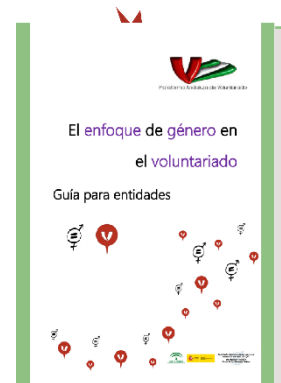 Plataforma Andaluza de Voluntariado
El enfoque de género en
el voluntariado
Guía para entidades